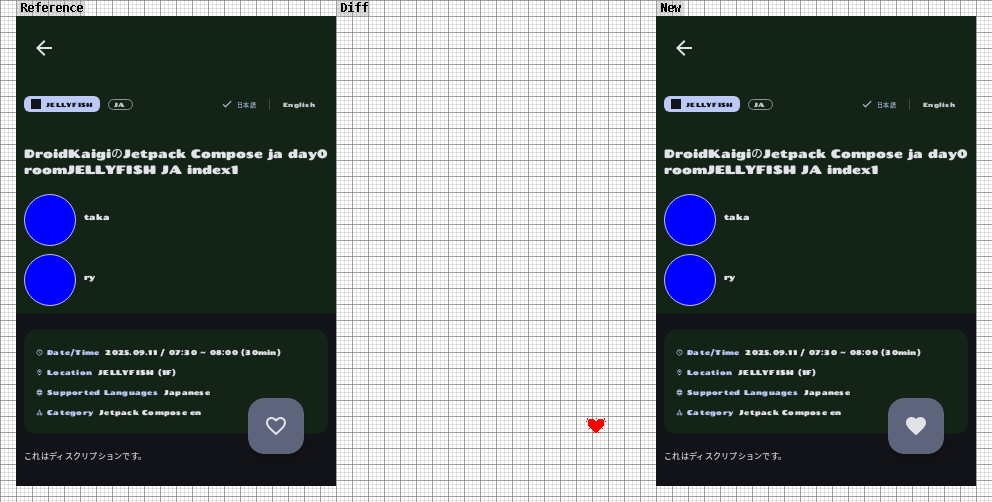 Reference
Diff
New
JELLYFISH JA 日本語 English
DroidKaigiのJetpack Compose ja day0
roomJELLYFISH JA index1
taka
ry
Date/Time 2025.09.11 / 07:30 ~ 08:00 (30min)
Location JELLYFISH (1F)
Supported Languages Japanese
Category Jetpack Compose en
これはディスクリプションです。
JELLYFISH JA 日本語 English
DroidKaigiのJetpack Compose ja day0
roomJELLYFISH JA index1
taka
ry
Date/Time 2025.09.11 / 07:30 ~ 08:00 (30min)
Location JELLYFISH (1F)
Supported Languages Japanese
Category Jetpack Compose en
これはディスクリプションです。